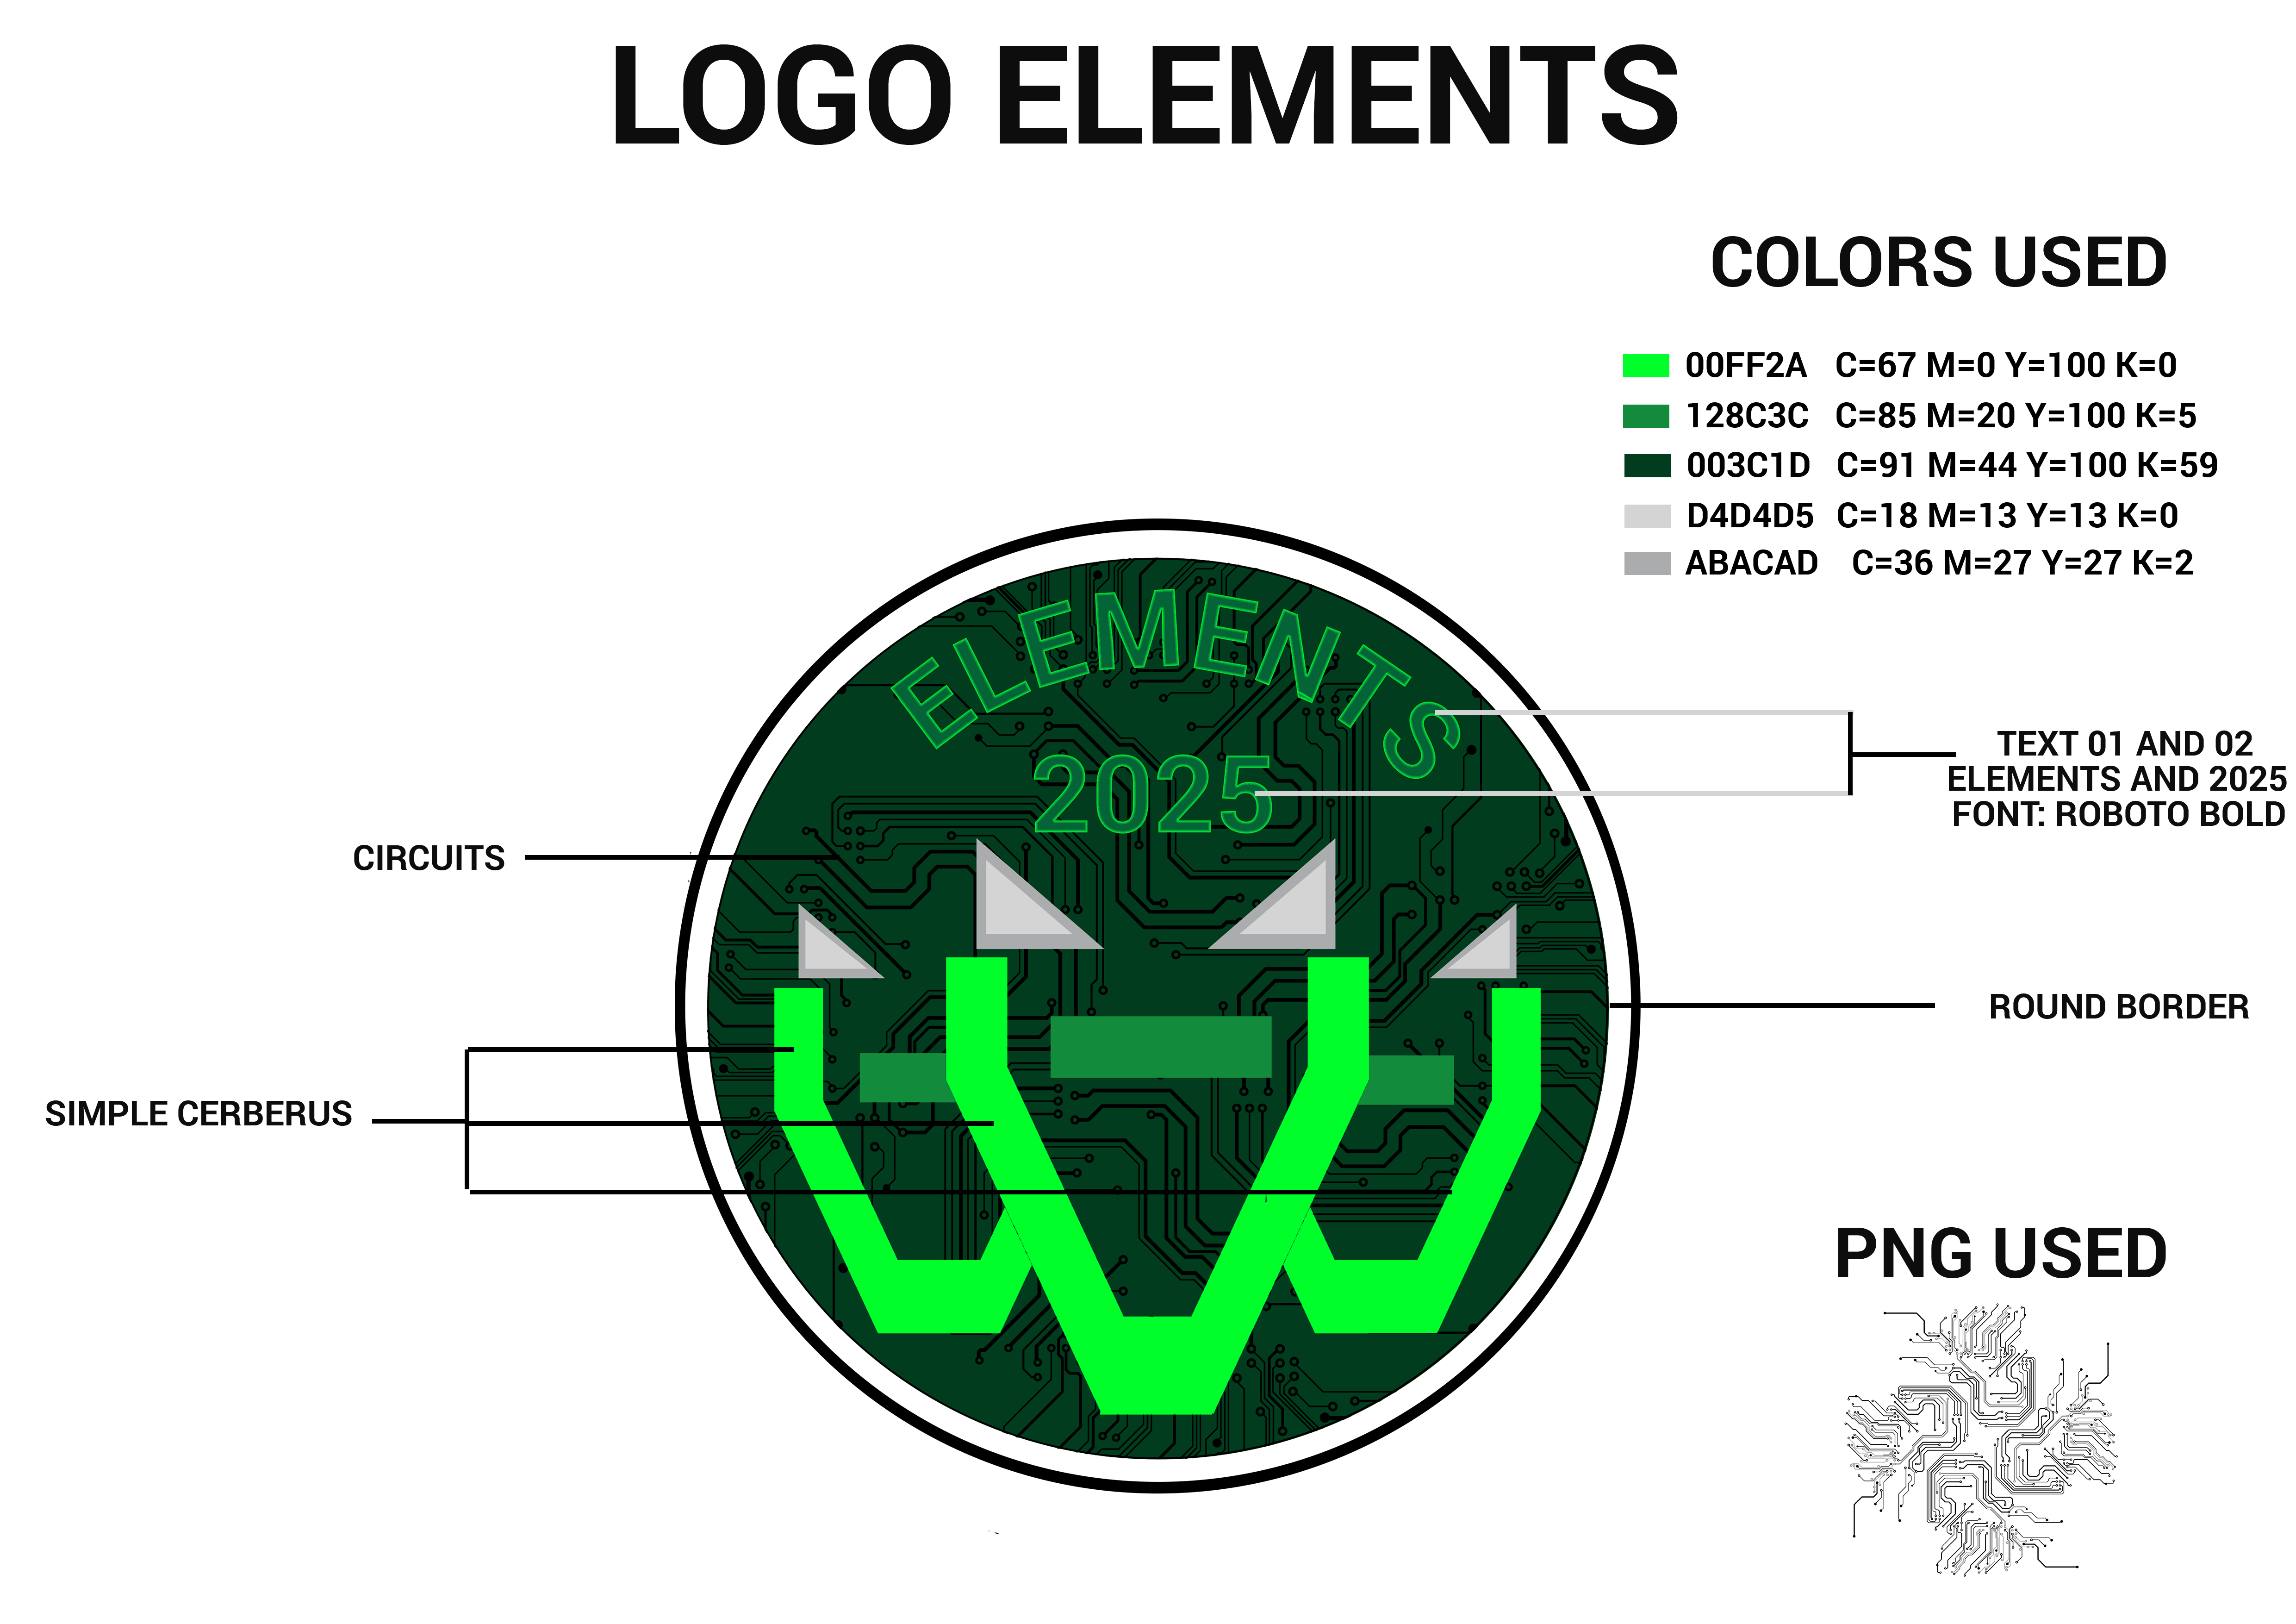 LOGO ELEMENTS
COLORS USED
00FF2A C=67 M=0 Y=100 K=0
128C3C C=85 M=20 Y=100 K=5
003C1D C=91 M=44 Y=100 K=59
D4D4D5 C=18 M=13 Y=13 K=0
ABACAD C=36 M=27 Y=27 K=2
ELEMENTS
2025
TEXT 01 AND 02
ELEMENTS AND 2025
FONT: ROBOTO BOLD
CIRCUITS
ROUND BORDER
SIMPLE CERBERUS
PNG USED